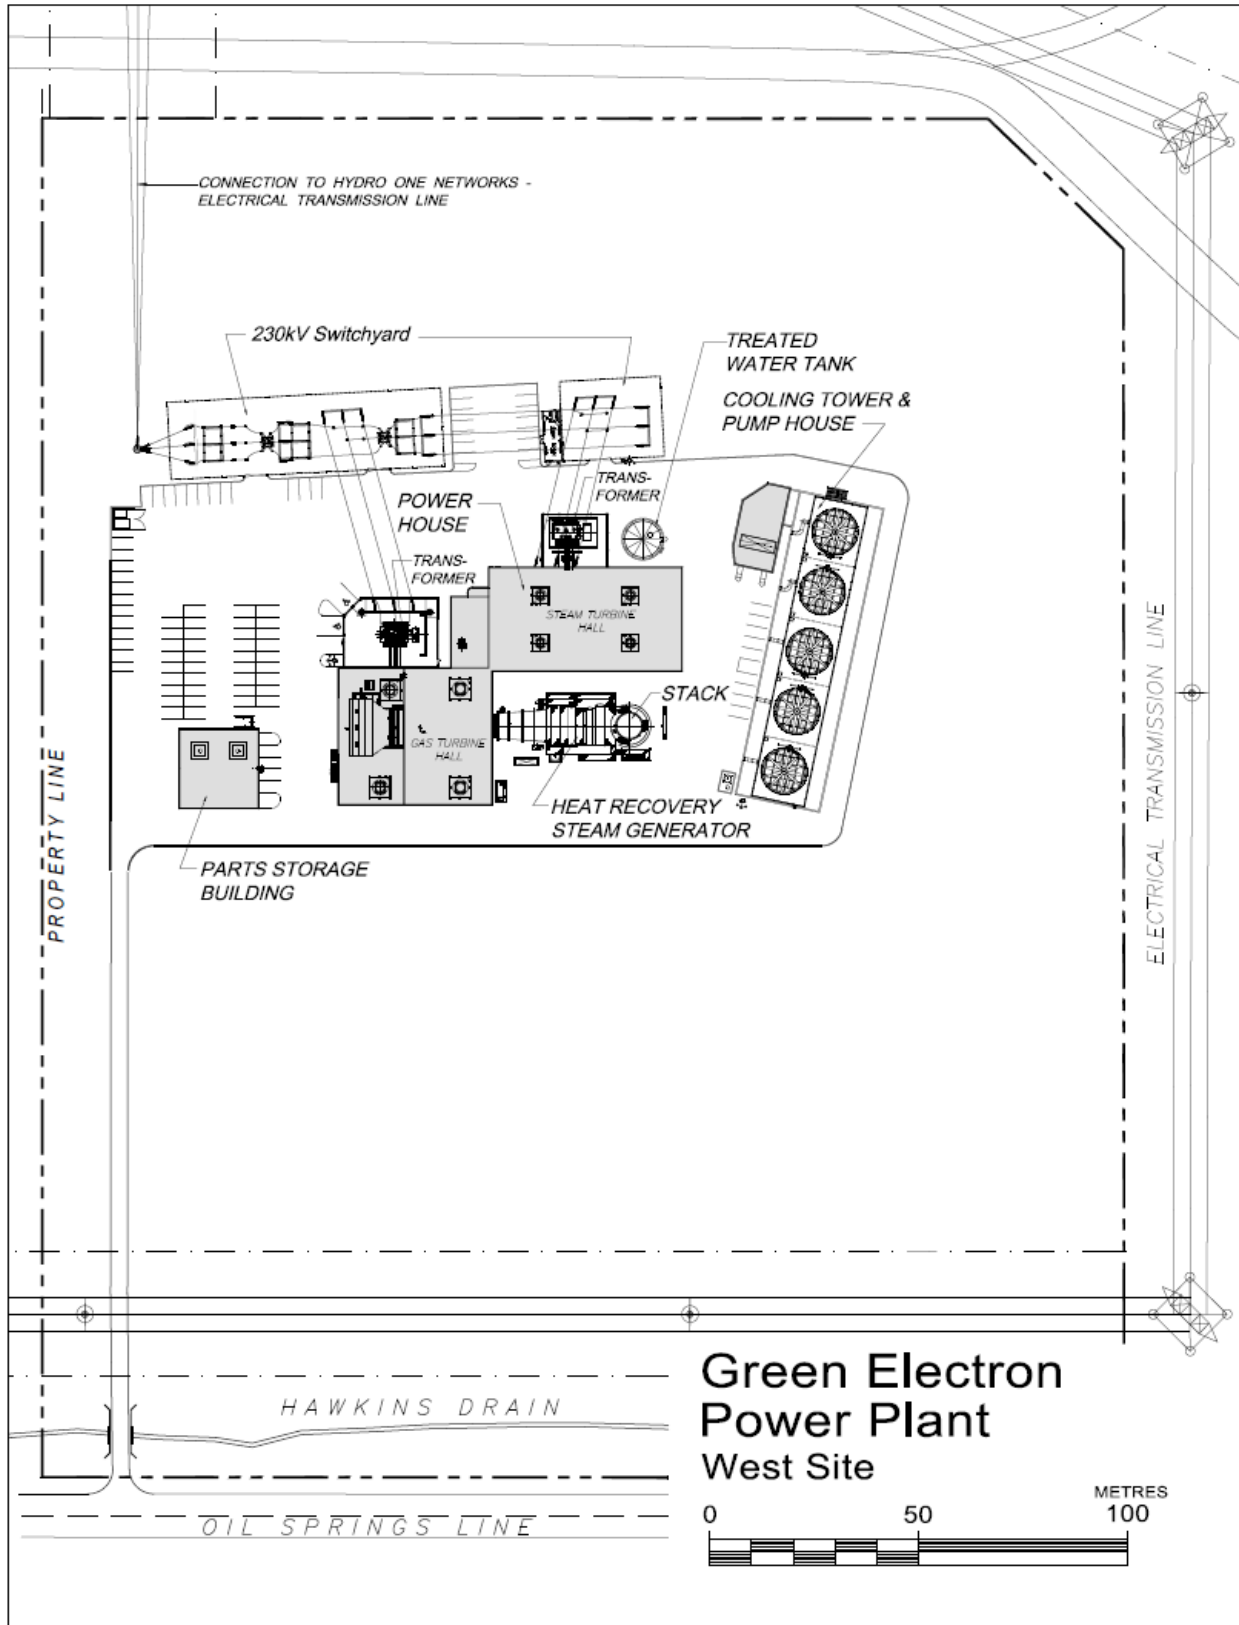 CONNECTION TO HYDRO ONE NETWORKS -
ELECTRICAL TRANSMISSION LINE
230kV Switchyard
TREATED
WATER TANK
COOLING TOWER &
PUMP HOUSE
TRANS-
FORMER
POWER
HOUSE
TRANS-
FORMER
STEAM TURBINE
HALL
STACK
GAS TURBINE
HALL
HEAT RECOVERY
STEAM GENERATOR
PARTS STORAGE
BUILDING
PROPERTY LINE
ELECTRICAL TRANSMISSION LINE
HAWKINS DRAIN
OIL SPRINGS LINE
Green Electron
Power Plant
West Site
METRES
0 50 100